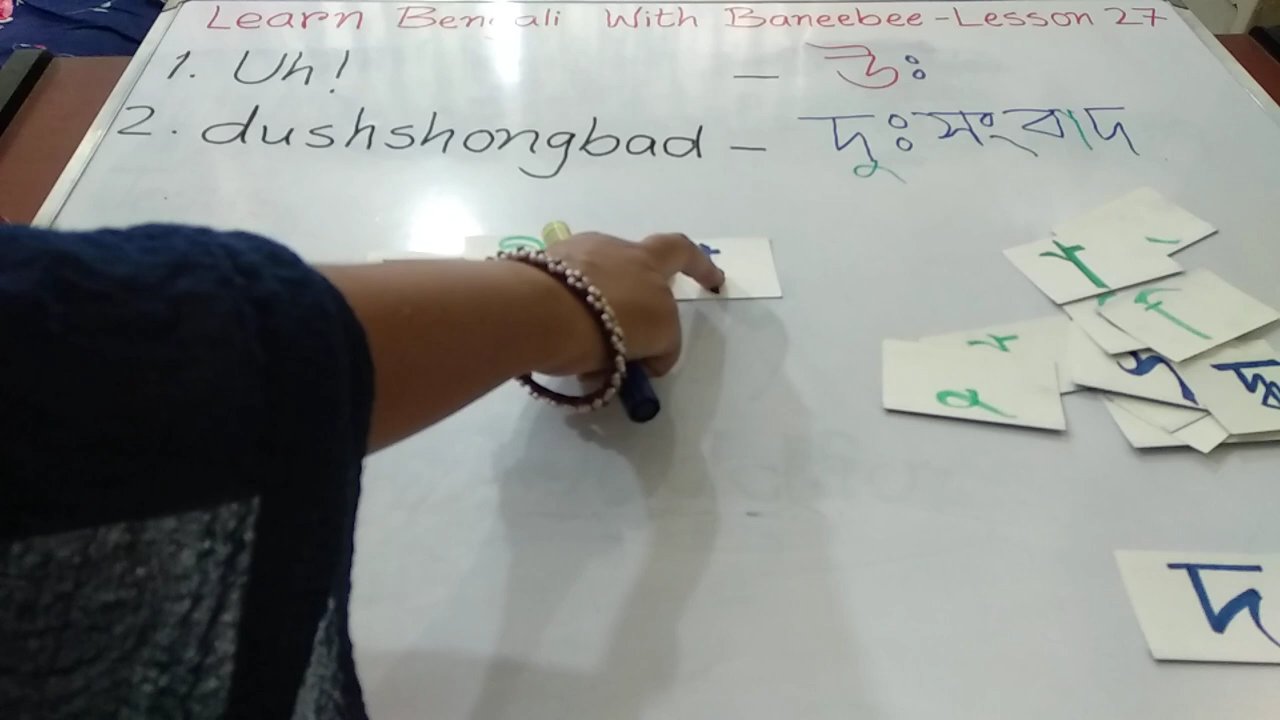 Learn Bengali With Baneebee - Lesson 27
1. Uh! — উঃ
2. dushshongbad — দুঃসংবাদ
দ